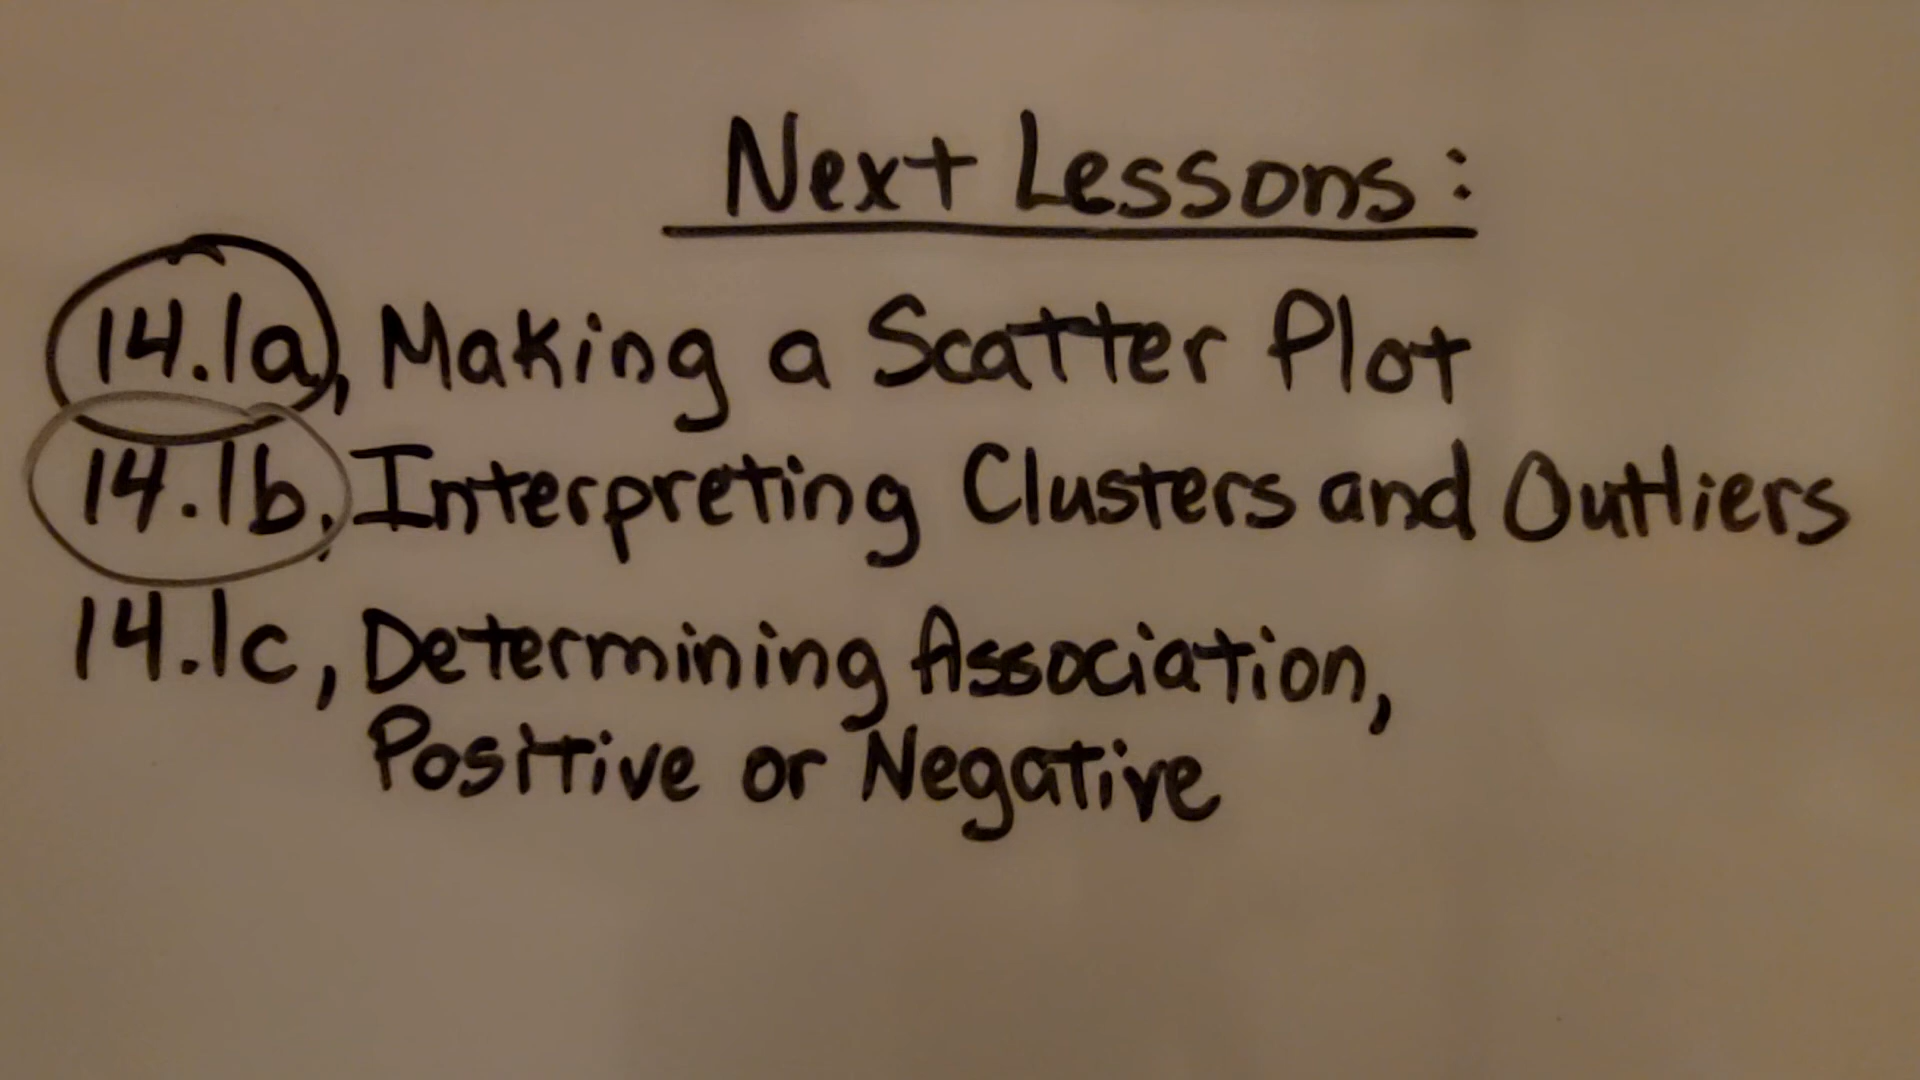 Next Lessons:
14.1a, Making a Scatter Plot
14.1b, Interpreting Clusters and Outliers
14.1c, Determining Association,
Positive or Negative